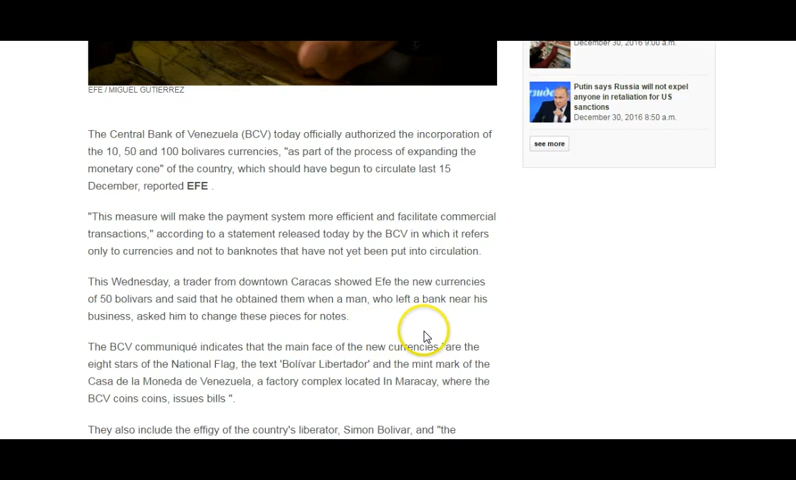 December 30, 2016 9:00 a.m.
Putin says Russia will not expel
anyone in retaliation for US
sanctions
December 30, 2016 8:50 a.m.
see more
EFE / MIGUEL GUTIERREZ
The Central Bank of Venezuela (BCV) today officially authorized the incorporation of
the 10, 50 and 100 bolivares currencies, "as part of the process of expanding the
monetary cone" of the country, which should have begun to circulate last 15
December, reported EFE .
"This measure will make the payment system more efficient and facilitate commercial
transactions," according to a statement released today by the BCV in which it refers
only to currencies and not to banknotes that have not yet been put into circulation.
This Wednesday, a trader from downtown Caracas showed Efe the new currencies
of 50 bolivars and said that he obtained them when a man, who left a bank near his
business, asked him to change these pieces for notes.
The BCV communiqué indicates that the main face of the new currencies "are the
eight stars of the National Flag, the text 'Bolívar Libertador' and the mint mark of the
Casa de la Moneda de Venezuela, a factory complex located In Maracay, where the
BCV coins coins, issues bills ".
They also include the effigy of the country's liberator, Simon Bolivar, and "the